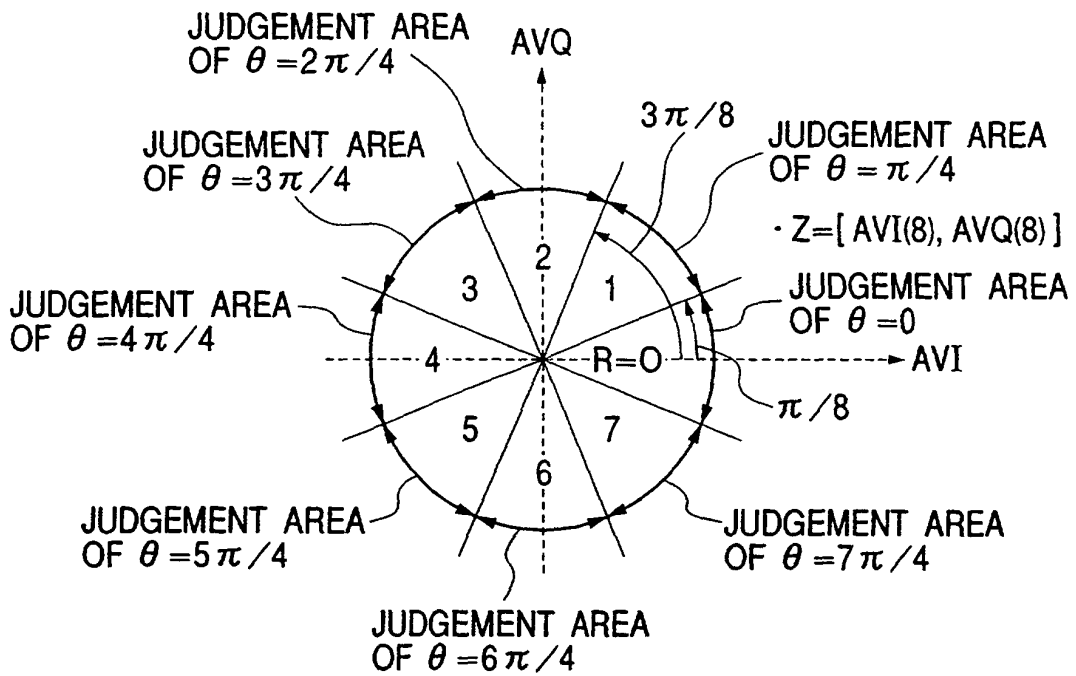 JUDGEMENT AREA
OF θ=2π/4
AVQ
3π/8
JUDGEMENT AREA
OF θ=π/4
JUDGEMENT AREA
OF θ=3π/4
· Z=[ AVI(8), AVQ(8) ]
2
3
1
JUDGEMENT AREA
OF θ=0
JUDGEMENT AREA
OF θ=4π/4
4
R=0
AVI
π/8
5
7
6
JUDGEMENT AREA
OF θ=5π/4
JUDGEMENT AREA
OF θ=7π/4
JUDGEMENT AREA
OF θ=6π/4